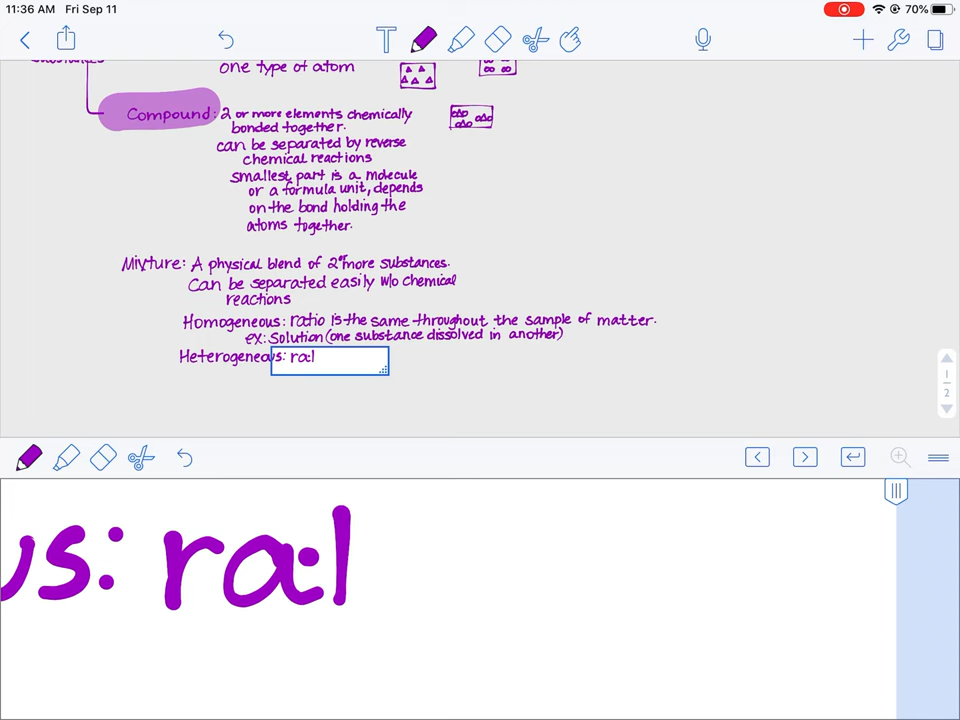 11:36 AM Fri Sep 11
70%
T
substances
one type of atom
Compound: 2 or more elements chemically
bonded together.
can be separated by reverse
chemical reactions
smallest part is a molecule
or a formula unit, depends
on the bond holding the
atoms together.
Mixture: A physical blend of 2 or more substances.
Can be separated easily w/o chemical
reactions
Homogeneous: ratio is the same throughout the sample of matter.
ex: solution (one substance dissolved in another)
Heterogeneous: ra:l
1
2
us: ra:l